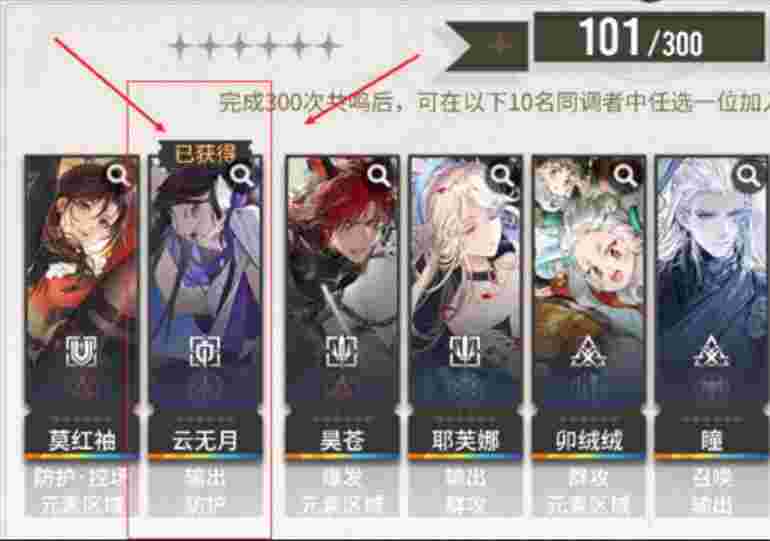 101/300
完成300次共鸣后，可在以下10名同调者中任选一位加入
已获得
莫红袖
云无月
昊苍
耶芙娜
卯绒绒
瞳
防护·控场
输出
爆发
输出
群攻
召唤
元素区域
防护
元素区域
群攻
元素区域
输出